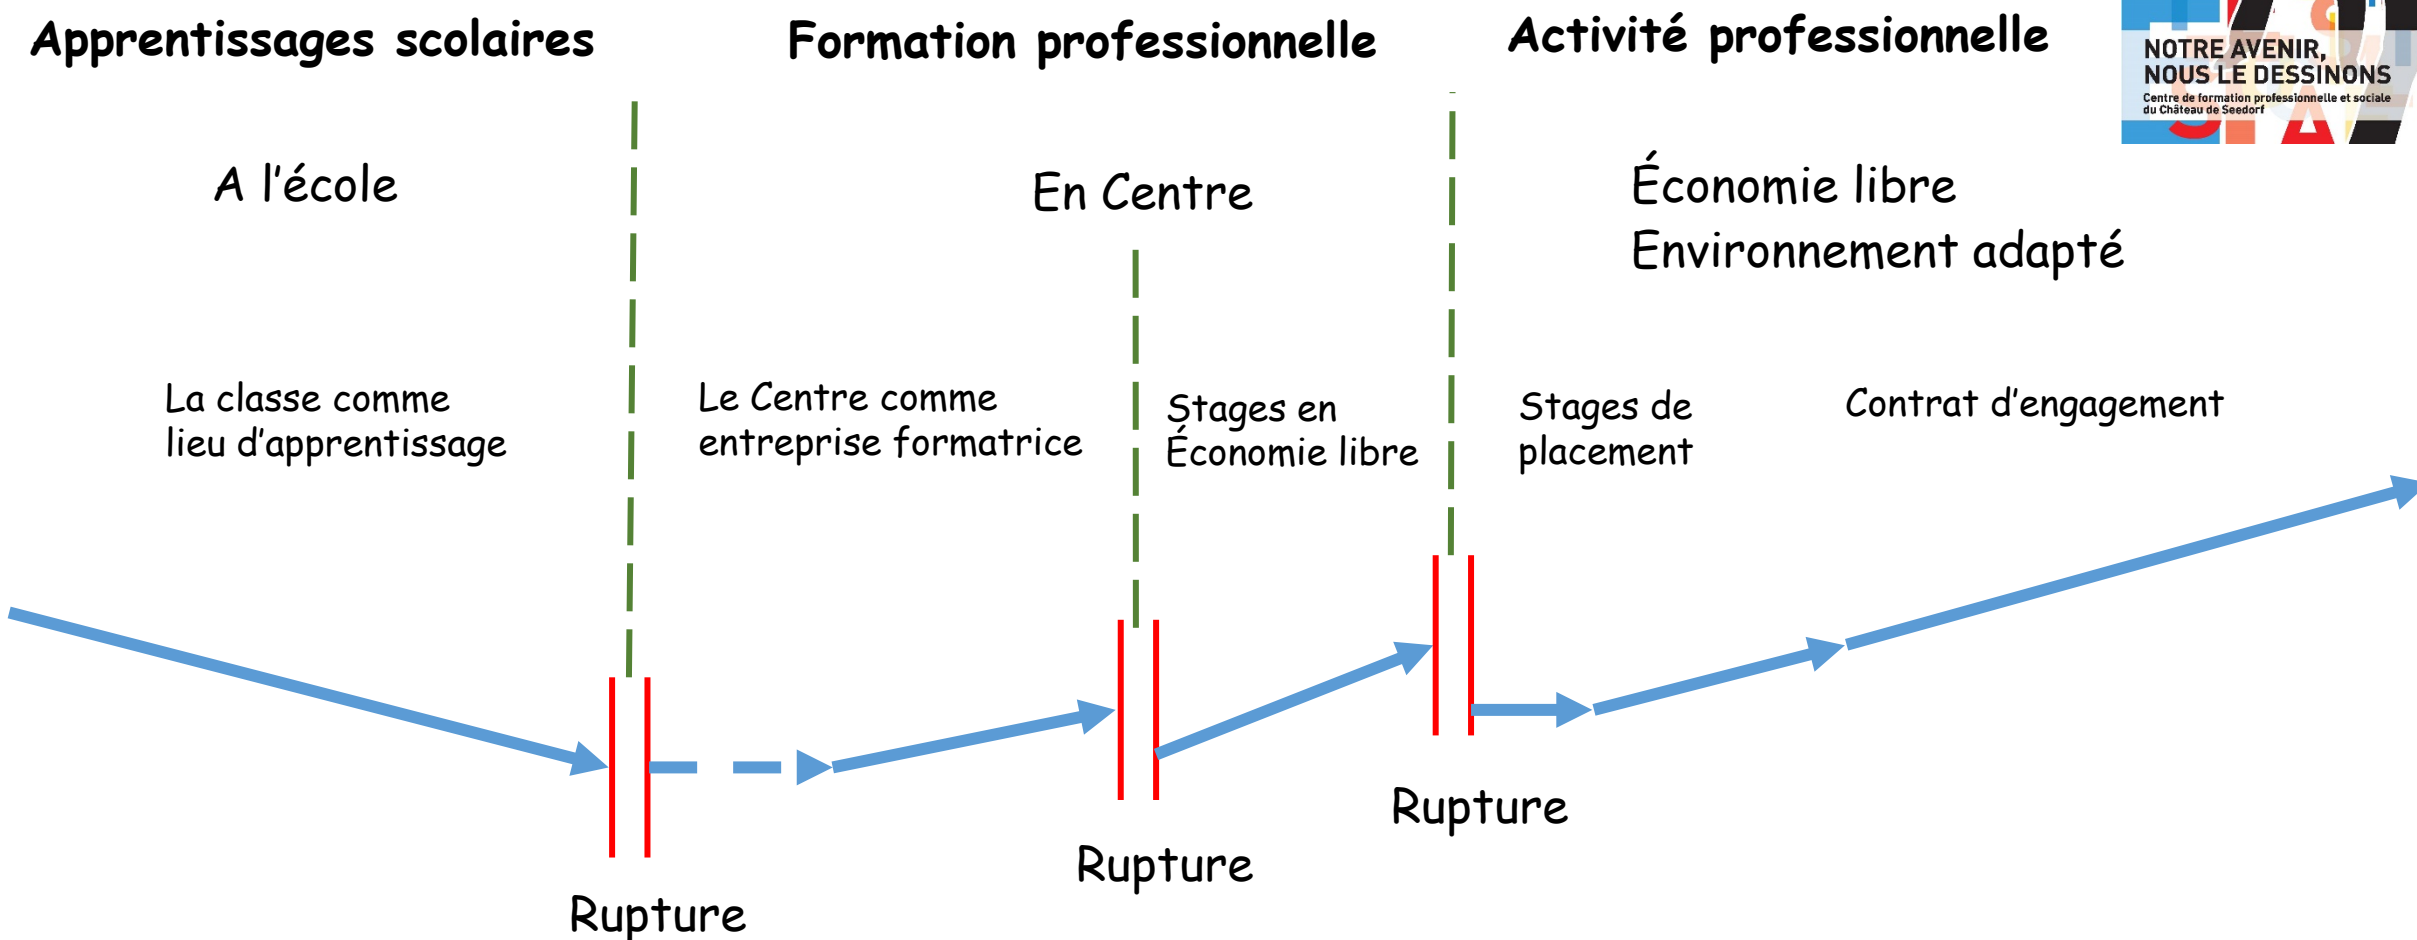 Apprentissages scolaires
Formation professionnelle
Activité professionnelle
NOTRE AVENIR,
NOUS LE DESSINONS
Centre de formation professionnelle et sociale
du Château de Seedorf
A l'école
En Centre
Économie libre
Environnement adapté
La classe comme
lieu d'apprentissage
Le Centre comme
entreprise formatrice
Stages en
Économie libre
Stages de
placement
Contrat d'engagement
Rupture
Rupture
Rupture